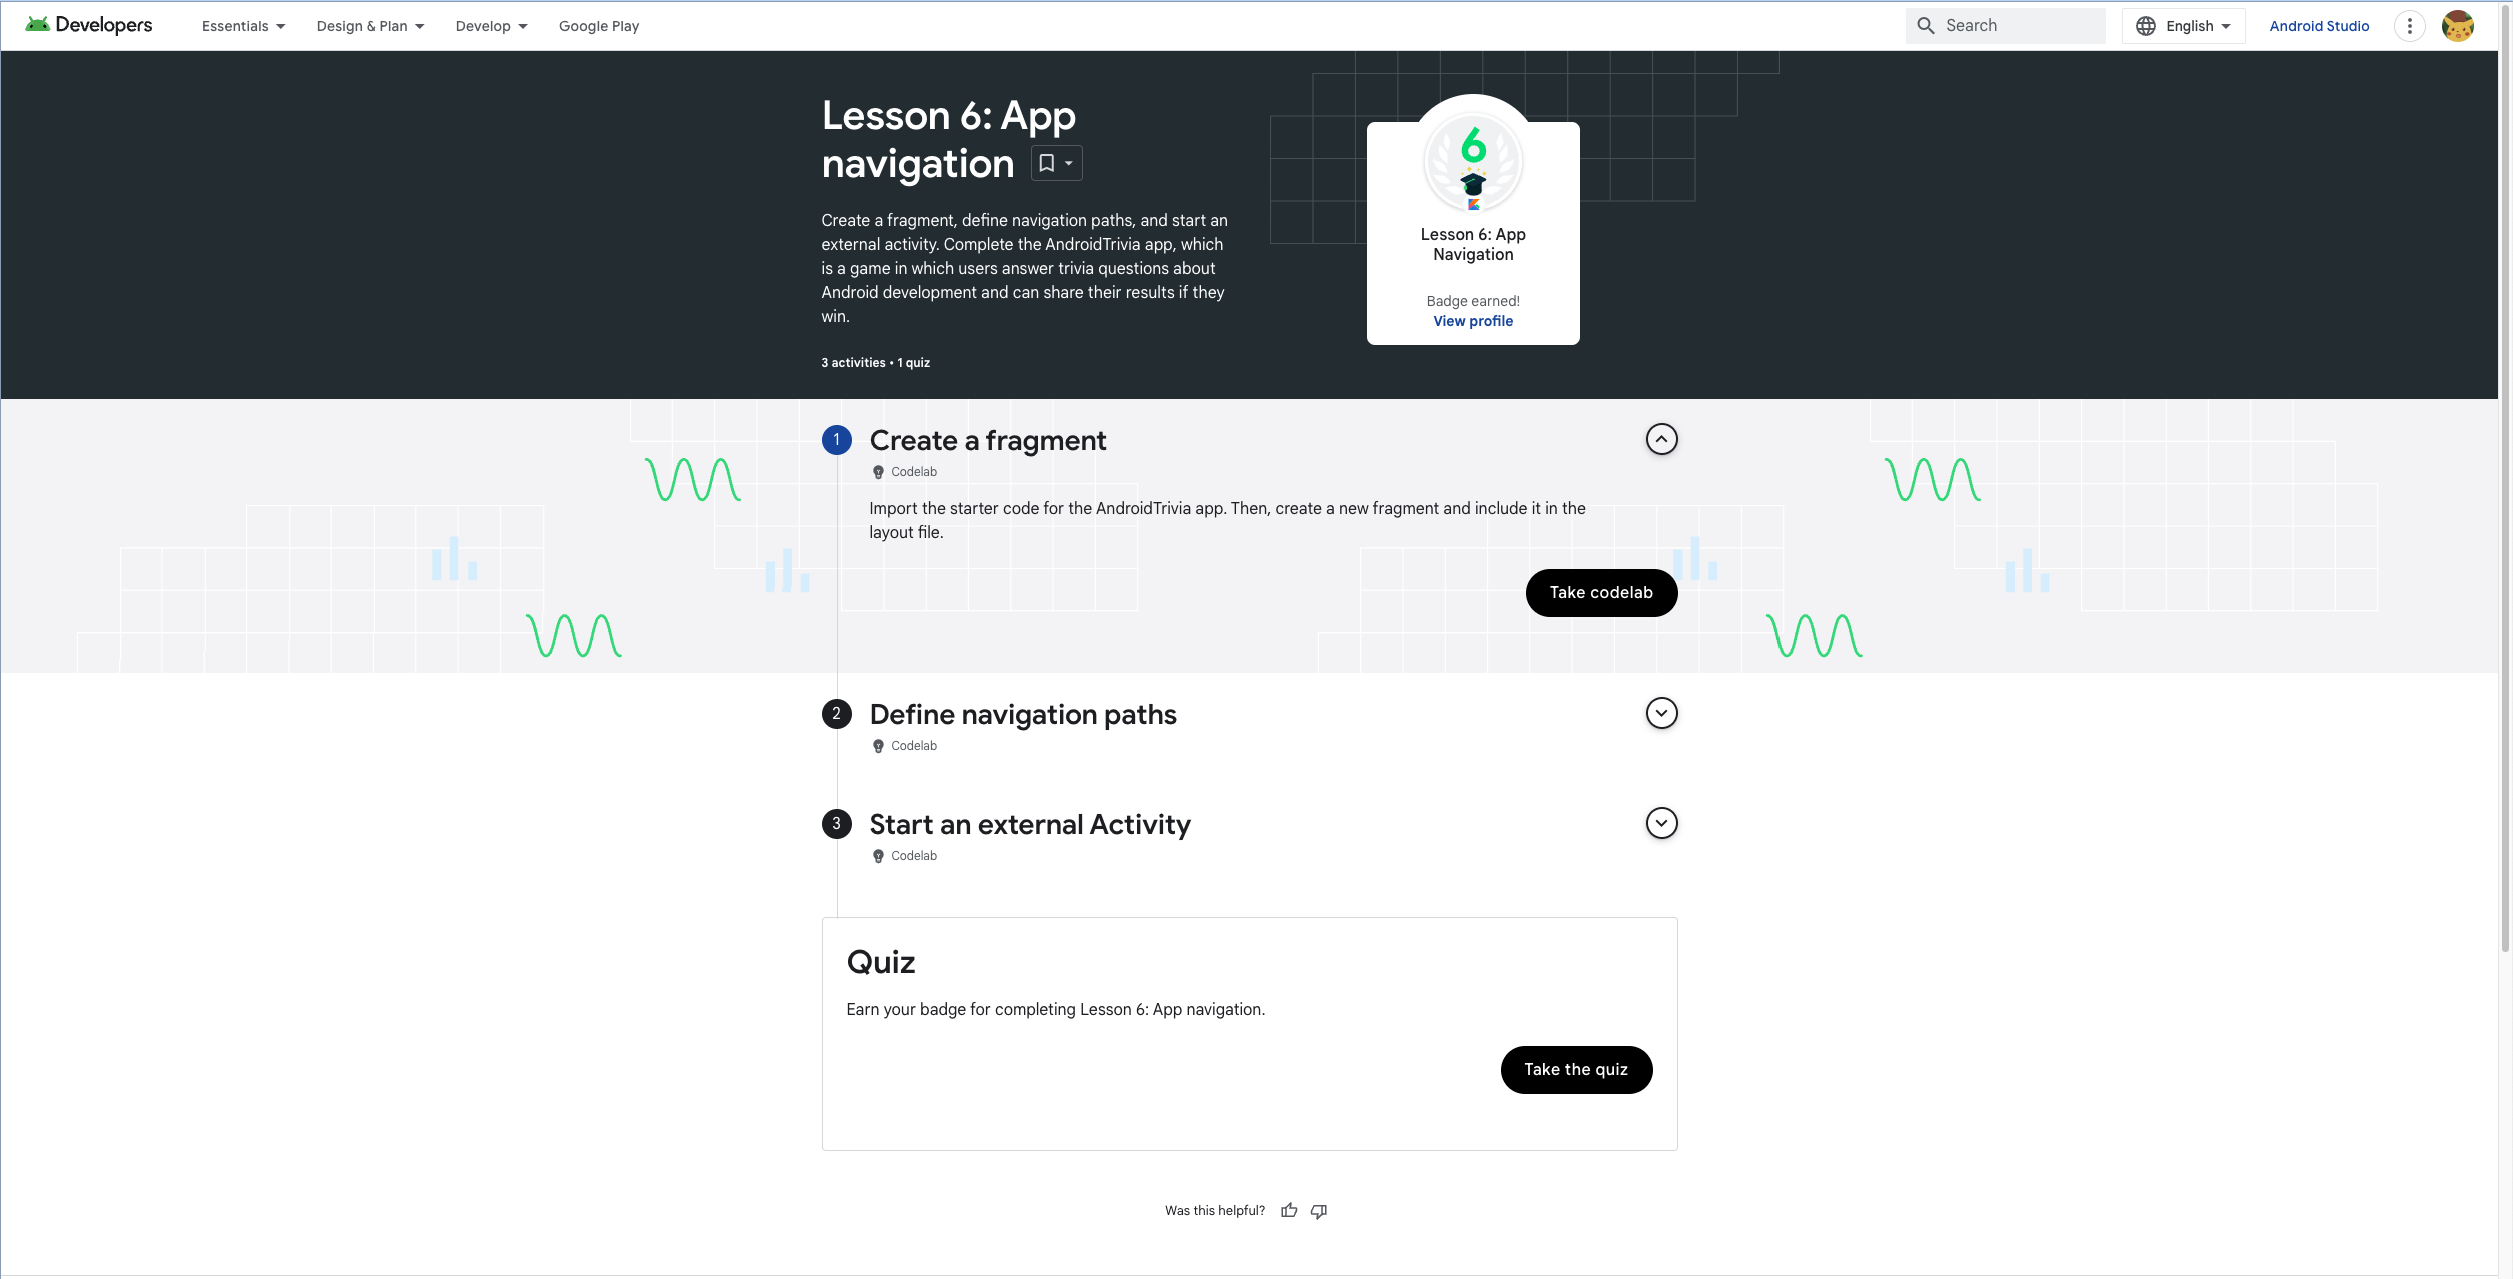 Developers
Essentials
Design & Plan
Develop
Google Play
Search
English
Android Studio
Lesson 6: App
navigation
Create a fragment, define navigation paths, and start an
external activity. Complete the AndroidTrivia app, which
is a game in which users answer trivia questions about
Android development and can share their results if they
win.
3 activities • 1 quiz
6
Lesson 6: App
Navigation
Badge earned!
View profile
1
Create a fragment
Codelab
Import the starter code for the AndroidTrivia app. Then, create a new fragment and include it in the
layout file.
Take codelab
2
Define navigation paths
Codelab
3
Start an external Activity
Codelab
Quiz
Earn your badge for completing Lesson 6: App navigation.
Take the quiz
Was this helpful?